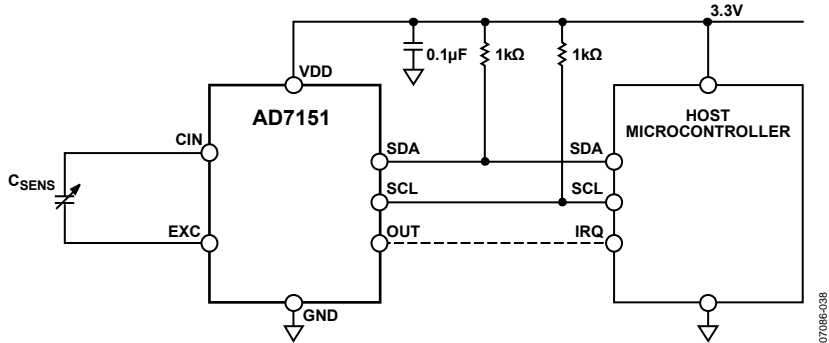 3.3V
0.1µF
1kΩ
1kΩ
VDD
AD7151
HOST
MICROCONTROLLER
CIN
CSENS
SDA
SDA
SCL
SCL
EXC
OUT
IRQ
GND
07086-038